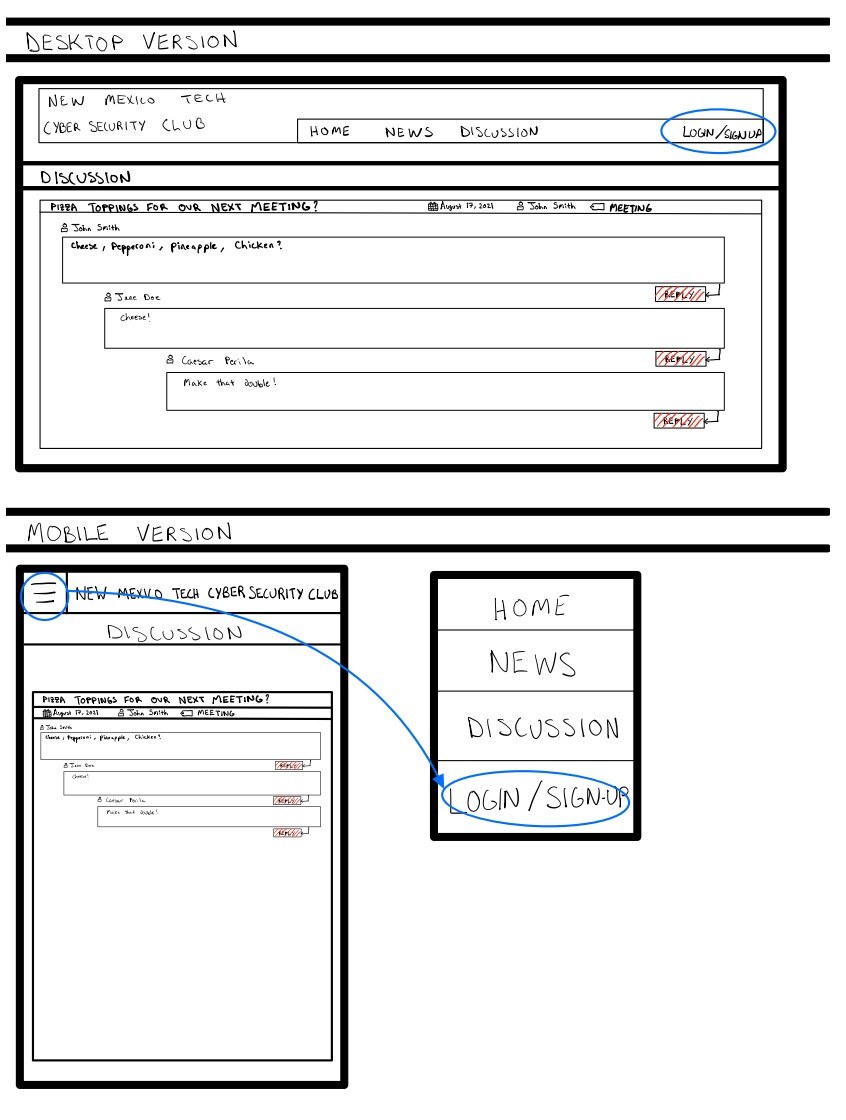 DESKTOP VERSION
NEW MEXICO TECH
CYBER SECURITY CLUB
HOME NEWS DISCUSSION LOGIN/SIGNUP
DISCUSSION
PIZZA TOPPINGS FOR OUR NEXT MEETING? August 17, 2021 John Smith MEETING
John Smith
Cheese, Pepperoni, Pineapple, Chicken?
REPLY
Jane Doe
Cheese!
REPLY
Caesar Perila
Make that double!
REPLY
MOBILE VERSION
NEW MEXICO TECH CYBER SECURITY CLUB
DISCUSSION
PIZZA TOPPINGS FOR OUR NEXT MEETING?
August 17, 2021 John Smith MEETING
John Smith
Cheese, Pepperoni, Pineapple, Chicken?
REPLY
Jane Doe
Cheese!
REPLY
Caesar Perila
Make that double!
REPLY
HOME
NEWS
DISCUSSION
LOGIN/SIGN-UP